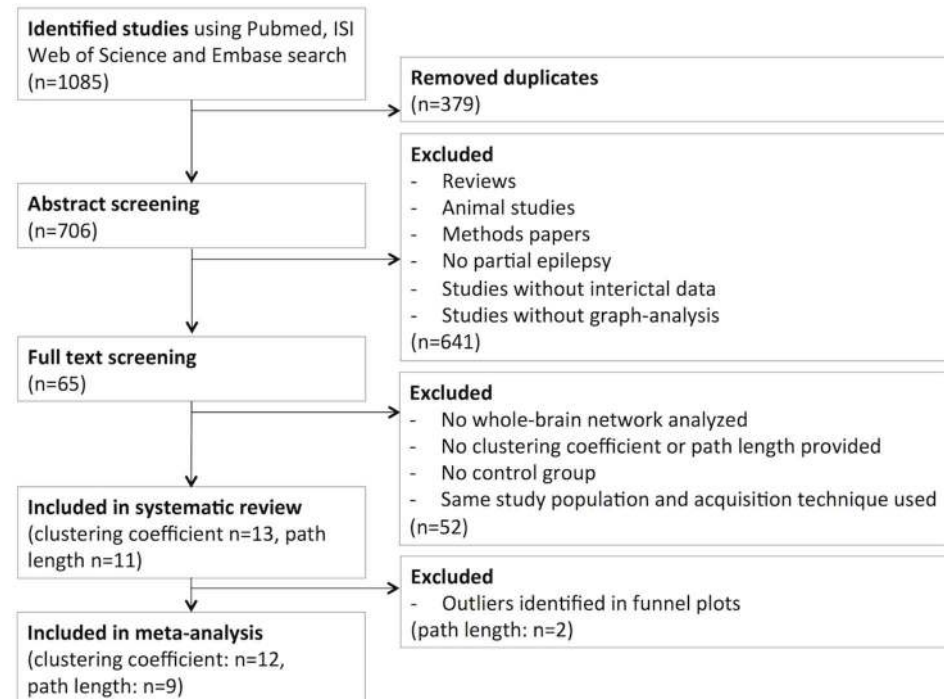 Identified studies using Pubmed, ISI
Web of Science and Embase search
(n=1085)
Removed duplicates
(n=379)
Excluded
- Reviews
- Animal studies
- Methods papers
- No partial epilepsy
- Studies without interictal data
- Studies without graph-analysis
(n=641)
Abstract screening
(n=706)
Full text screening
(n=65)
Excluded
- No whole-brain network analyzed
- No clustering coefficient or path length provided
- No control group
- Same study population and acquisition technique used
(n=52)
Included in systematic review
(clustering coefficient n=13, path
length n=11)
Excluded
- Outliers identified in funnel plots
(path length: n=2)
Included in meta-analysis
(clustering coefficient: n=12,
path length: n=9)